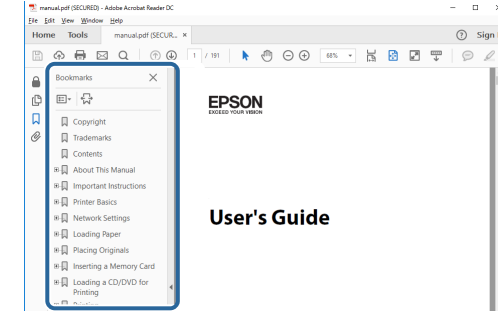 manual.pdf (SECURED) - Adobe Acrobat Reader DC
File Edit View Window Help
Home Tools manual.pdf (SECUR... × Sign
1 / 191 68%
Bookmarks
Copyright
Trademarks
Contents
About This Manual
Important Instructions
Printer Basics
Network Settings
Loading Paper
Placing Originals
Inserting a Memory Card
Loading a CD/DVD for
Printing
EPSON
EXCEED YOUR VISION
User's Guide